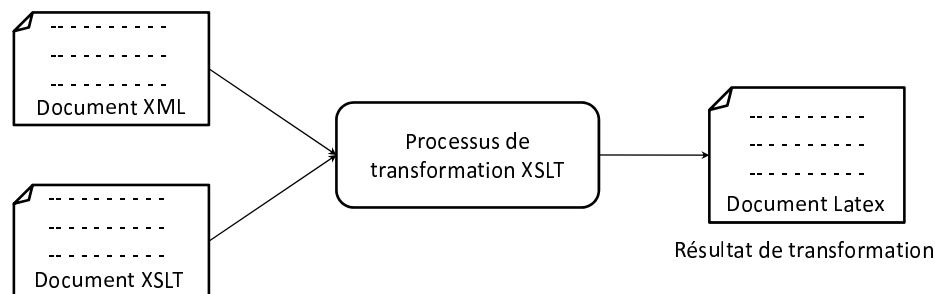 Document XML
Processus de
transformation XSLT
Document XSLT
Document Latex
Résultat de transformation